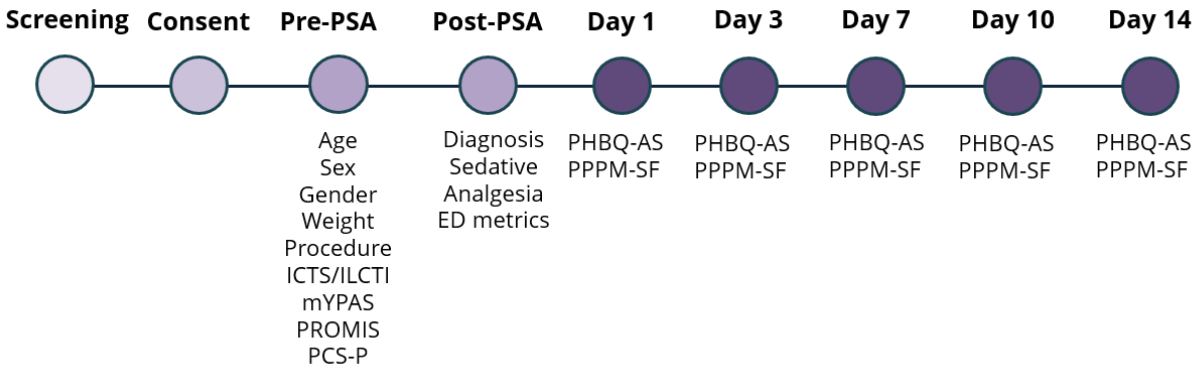 Screening Consent Pre-PSA Post-PSA Day 1 Day 3 Day 7 Day 10 Day 14
Age
Sex
Gender
Weight
Procedure
ICTS/ILCTI
mYPAS
PROMIS
PCS-P
Diagnosis
Sedative
Analgesia
ED metrics
PHBQ-AS
PPPM-SF
PHBQ-AS
PPPM-SF
PHBQ-AS
PPPM-SF
PHBQ-AS
PPPM-SF
PHBQ-AS
PPPM-SF